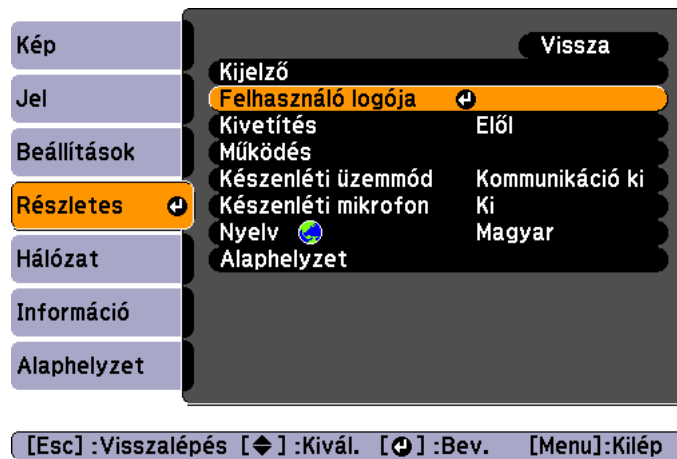 Kép
Jel
Beállítások
Részletes
Hálózat
Információ
Alaphelyzet
Vissza
Kijelző
Felhasználó logója
Kivetítés Elől
Működés
Készenléti üzemmód Kommunikáció ki
Készenléti mikrofon Ki
Nyelv Magyar
Alaphelyzet
[Esc] :Visszalépés [◆] :Kivál. [⏎] :Bev. [Menu]:Kilép